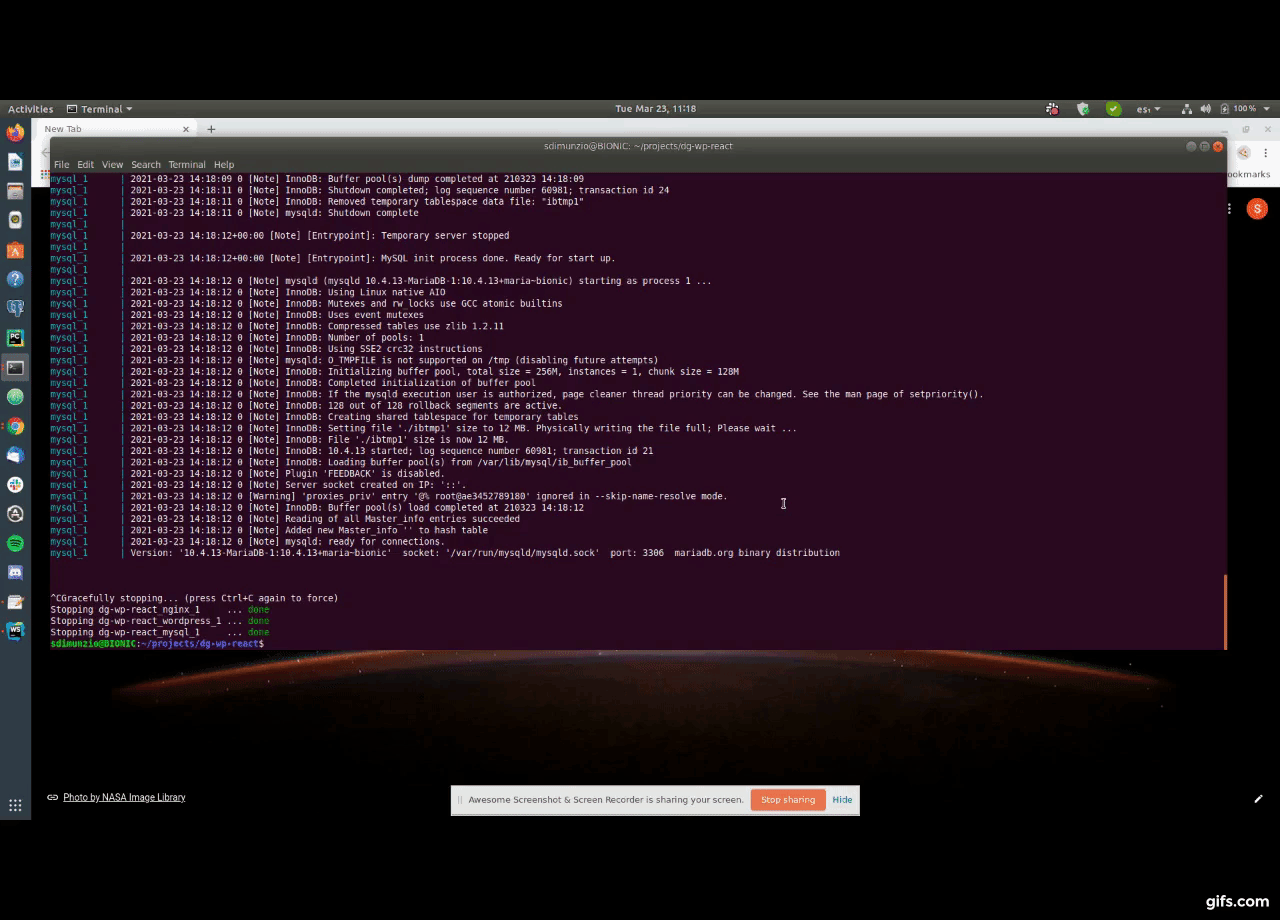 Activities Terminal Tue Mar 23, 11:18 es₁ 100 %
New Tab
sdimunzio@BIONIC: ~/projects/dg-wp-react
File Edit View Search Terminal Help
ookmarks
mysql_1 | 2021-03-23 14:18:09 0 [Note] InnoDB: Buffer pool(s) dump completed at 210323 14:18:09
mysql_1 | 2021-03-23 14:18:11 0 [Note] InnoDB: Shutdown completed; log sequence number 60981; transaction id 24
mysql_1 | 2021-03-23 14:18:11 0 [Note] InnoDB: Removed temporary tablespace data file: "ibtmp1"
mysql_1 | 2021-03-23 14:18:11 0 [Note] mysqld: Shutdown complete
mysql_1 |
mysql_1 | 2021-03-23 14:18:12+00:00 [Note] [Entrypoint]: Temporary server stopped
mysql_1 |
mysql_1 | 2021-03-23 14:18:12+00:00 [Note] [Entrypoint]: MySQL init process done. Ready for start up.
mysql_1 |
mysql_1 | 2021-03-23 14:18:12 0 [Note] mysqld (mysqld 10.4.13-MariaDB-1:10.4.13+maria~bionic) starting as process 1 ...
mysql_1 | 2021-03-23 14:18:12 0 [Note] InnoDB: Using Linux native AIO
mysql_1 | 2021-03-23 14:18:12 0 [Note] InnoDB: Mutexes and rw_locks use GCC atomic builtins
mysql_1 | 2021-03-23 14:18:12 0 [Note] InnoDB: Uses event mutexes
mysql_1 | 2021-03-23 14:18:12 0 [Note] InnoDB: Compressed tables use zlib 1.2.11
mysql_1 | 2021-03-23 14:18:12 0 [Note] InnoDB: Number of pools: 1
mysql_1 | 2021-03-23 14:18:12 0 [Note] InnoDB: Using SSE2 crc32 instructions
mysql_1 | 2021-03-23 14:18:12 0 [Note] mysqld: O_TMPFILE is not supported on /tmp (disabling future attempts)
mysql_1 | 2021-03-23 14:18:12 0 [Note] InnoDB: Initializing buffer pool, total size = 256M, instances = 1, chunk size = 128M
mysql_1 | 2021-03-23 14:18:12 0 [Note] InnoDB: Completed initialization of buffer pool
mysql_1 | 2021-03-23 14:18:12 0 [Note] InnoDB: If the mysqld execution user is authorized, page cleaner thread priority can be changed. See the man page of setpriority().
mysql_1 | 2021-03-23 14:18:12 0 [Note] InnoDB: 128 out of 128 rollback segments are active.
mysql_1 | 2021-03-23 14:18:12 0 [Note] InnoDB: Creating shared tablespace for temporary tables
mysql_1 | 2021-03-23 14:18:12 0 [Note] InnoDB: Setting file './ibtmp1' size to 12 MB. Physically writing the file full; Please wait ...
mysql_1 | 2021-03-23 14:18:12 0 [Note] InnoDB: File './ibtmp1' size is now 12 MB.
mysql_1 | 2021-03-23 14:18:12 0 [Note] InnoDB: 10.4.13 started; log sequence number 60981; transaction id 21
mysql_1 | 2021-03-23 14:18:12 0 [Note] InnoDB: Loading buffer pool(s) from /var/lib/mysql/ib_buffer_pool
mysql_1 | 2021-03-23 14:18:12 0 [Note] Plugin 'FEEDBACK' is disabled.
mysql_1 | 2021-03-23 14:18:12 0 [Note] Server socket created on IP: '::'.
mysql_1 | 2021-03-23 14:18:12 0 [Warning] 'proxies_priv' entry '@% root@ae3452789180' ignored in --skip-name-resolve mode.
mysql_1 | 2021-03-23 14:18:12 0 [Note] InnoDB: Buffer pool(s) load completed at 210323 14:18:12
mysql_1 | 2021-03-23 14:18:12 0 [Note] Reading of all Master_info entries succeeded
mysql_1 | 2021-03-23 14:18:12 0 [Note] Added new Master_info '' to hash table
mysql_1 | 2021-03-23 14:18:12 0 [Note] mysqld: ready for connections.
mysql_1 | Version: '10.4.13-MariaDB-1:10.4.13+maria~bionic' socket: '/var/run/mysqld/mysqld.sock' port: 3306 mariadb.org binary distribution
^CGracefully stopping... (press Ctrl+C again to force)
Stopping dg-wp-react_nginx_1 ... done
Stopping dg-wp-react_wordpress_1 ... done
Stopping dg-wp-react_mysql_1 ... done
sdimunzio@BIONIC:~/projects/dg-wp-react$
S
Photo by NASA Image Library
Awesome Screenshot & Screen Recorder is sharing your screen. Stop sharing Hide
gifs.com